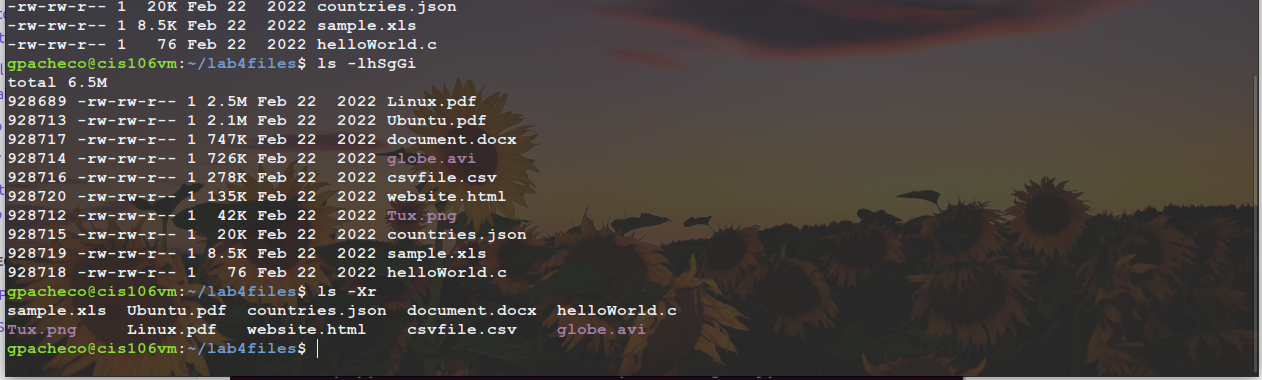 -rw-rw-r-- 1  20K Feb 22  2022 countries.json
-rw-rw-r-- 1 8.5K Feb 22  2022 sample.xls
-rw-rw-r-- 1   76 Feb 22  2022 helloWorld.c
gpacheco@cis106vm:~/lab4files$ ls -lhSgGi
total 6.5M
928689 -rw-rw-r-- 1 2.5M Feb 22  2022 Linux.pdf
928713 -rw-rw-r-- 1 2.1M Feb 22  2022 Ubuntu.pdf
928717 -rw-rw-r-- 1 747K Feb 22  2022 document.docx
928714 -rw-rw-r-- 1 726K Feb 22  2022 globe.avi
928716 -rw-rw-r-- 1 278K Feb 22  2022 csvfile.csv
928720 -rw-rw-r-- 1 135K Feb 22  2022 website.html
928712 -rw-rw-r-- 1  42K Feb 22  2022 Tux.png
928715 -rw-rw-r-- 1  20K Feb 22  2022 countries.json
928719 -rw-rw-r-- 1 8.5K Feb 22  2022 sample.xls
928718 -rw-rw-r-- 1   76 Feb 22  2022 helloWorld.c
gpacheco@cis106vm:~/lab4files$ ls -Xr
sample.xls  Ubuntu.pdf  countries.json  document.docx  helloWorld.c
Tux.png     Linux.pdf   website.html    csvfile.csv    globe.avi
gpacheco@cis106vm:~/lab4files$